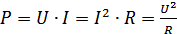 P = U · I = I² · R = U²/R